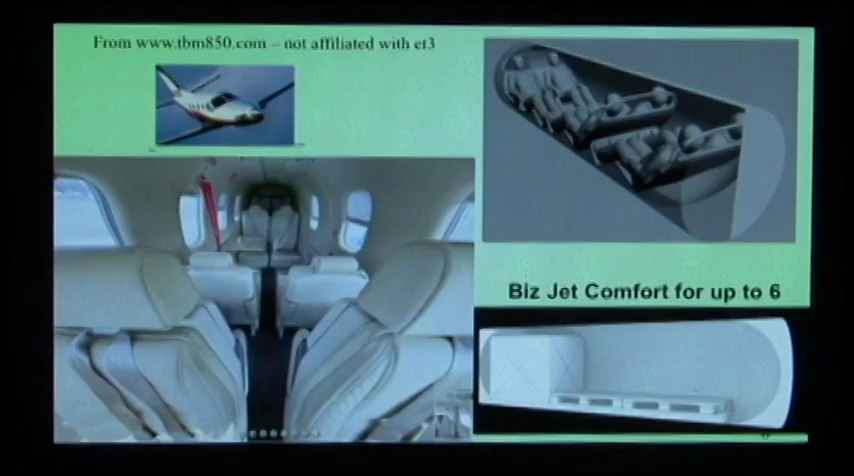 From www.tbm850.com – not affiliated with et3
Biz Jet Comfort for up to 6